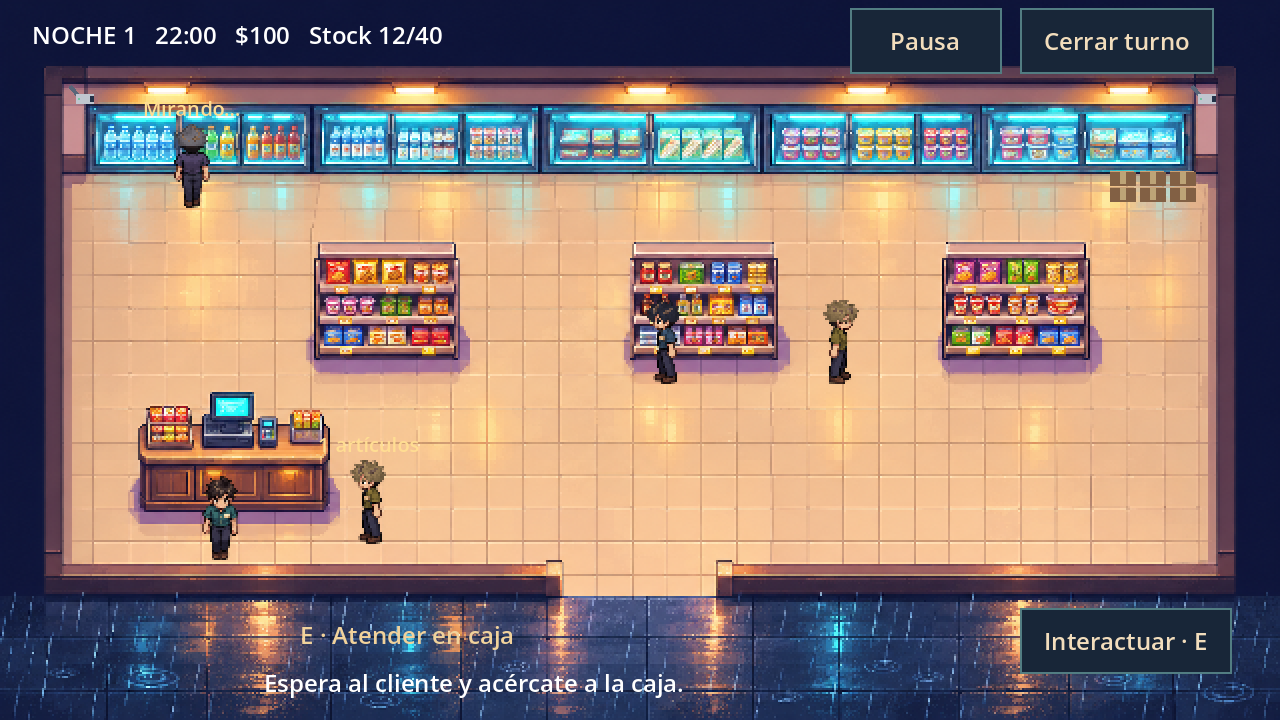 NOCHE 1 22:00 $100 Stock 12/40
Pausa
Cerrar turno
Mirando...
artículos
E · Atender en caja
Interactuar · E
Espera al cliente y acércate a la caja.